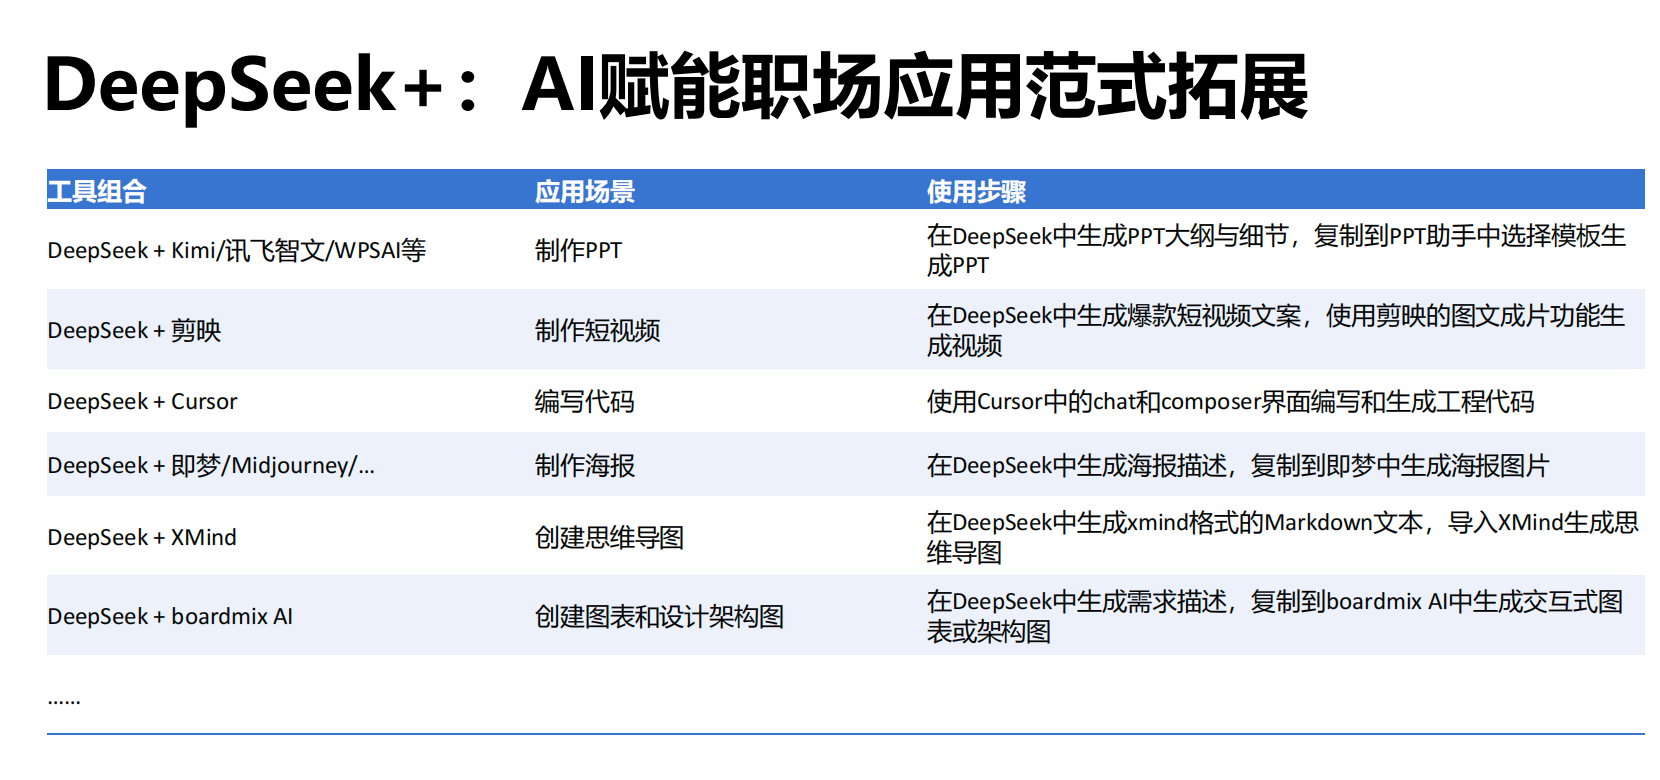 DeepSeek+：AI赋能职场应用范式拓展
工具组合 应用场景 使用步骤
DeepSeek + Kimi/讯飞智文/WPSAI等 制作PPT 在DeepSeek中生成PPT大纲与细节，复制到PPT助手中选择模板生
成PPT
DeepSeek + 剪映 制作短视频 在DeepSeek中生成爆款短视频文案，使用剪映的图文成片功能生
成视频
DeepSeek + Cursor 编写代码 使用Cursor中的chat和composer界面编写和生成工程代码
DeepSeek + 即梦/Midjourney/... 制作海报 在DeepSeek中生成海报描述，复制到即梦中生成海报图片
DeepSeek + XMind 创建思维导图 在DeepSeek中生成xmind格式的Markdown文本，导入XMind生成思
维导图
DeepSeek + boardmix AI 创建图表和设计架构图 在DeepSeek中生成需求描述，复制到boardmix AI中生成交互式图
表或架构图
......